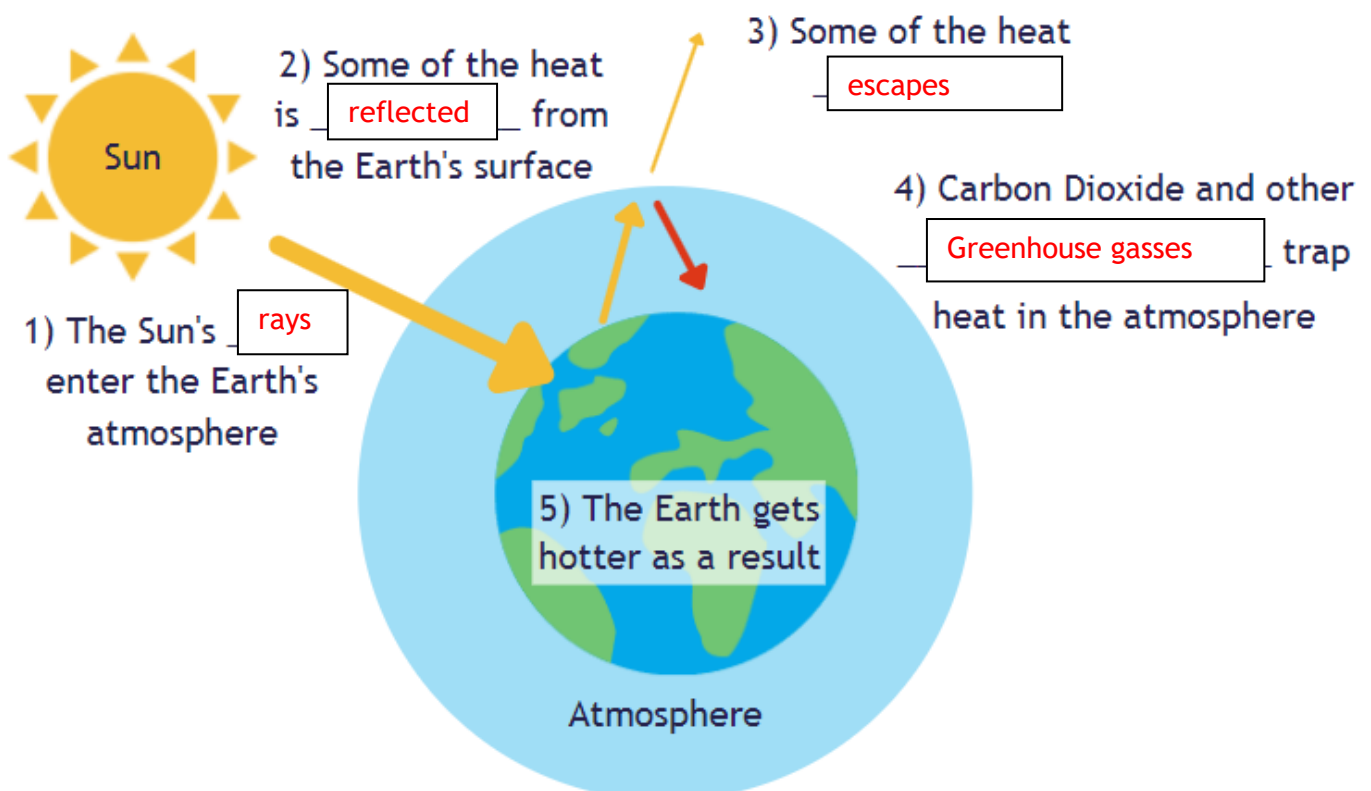 Sun
1) The Sun's _ rays
enter the Earth's
atmosphere
2) Some of the heat
is _ reflected _ from
the Earth's surface
3) Some of the heat
_ escapes
4) Carbon Dioxide and other
_ Greenhouse gasses _ trap
heat in the atmosphere
5) The Earth gets
hotter as a result
Atmosphere